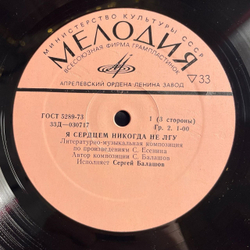 МИНИСТЕРСТВО КУЛЬТУРЫ СССР
МЕЛОДИЯ
ВСЕСОЮЗНАЯ ФИРМА ГРАМПЛАСТИНОК
33
АПРЕЛЕВСКИЙ ОРДЕНА ЛЕНИНА ЗАВОД
ГОСТ 5289-73
33Д—030717
1 (3 стороны)
Гр. 2. 1-00
Я СЕРДЦЕМ НИКОГДА НЕ ЛГУ
Литературно-музыкальная композиция
по произведениям С. Есенина
Автор композиции С. Балашов
Исполняет Сергей Балашов